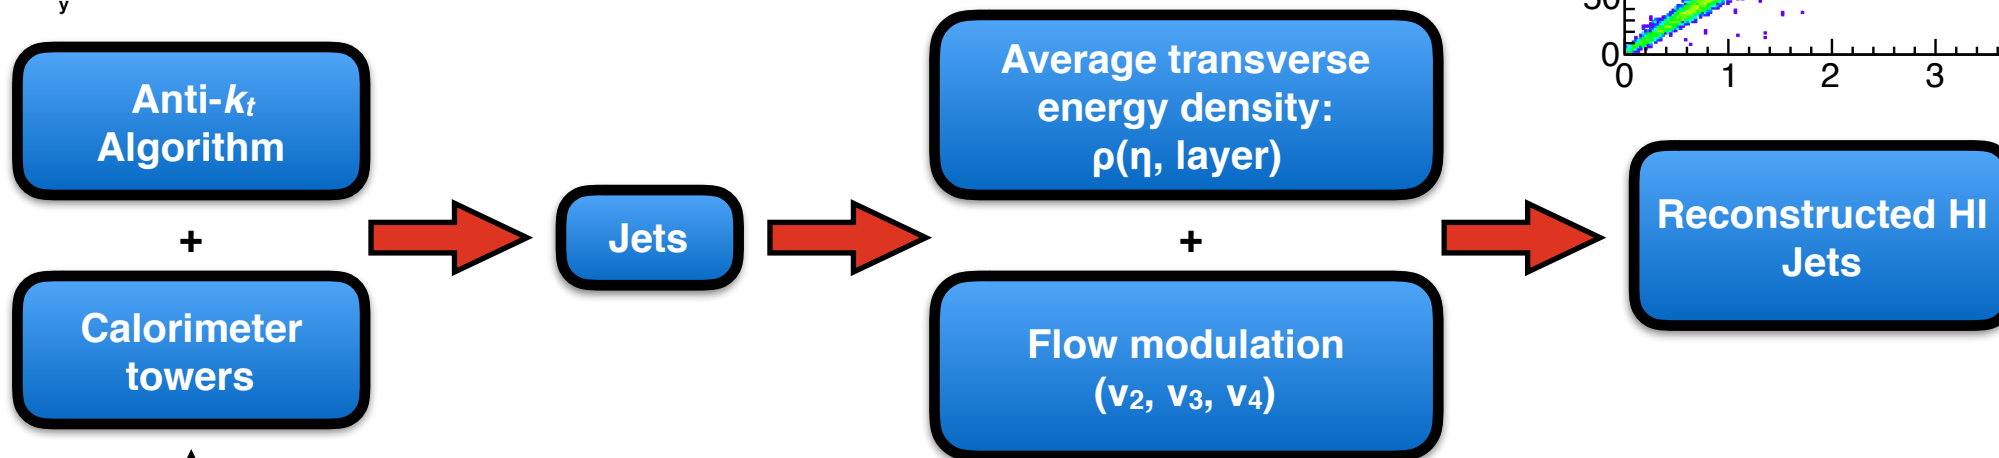 y
Anti-kt
Algorithm
+
Calorimeter
towers
Jets
Average transverse
energy density:
ρ(η, layer)
+
Flow modulation
(v2, v3, v4)
0
0 1 2 3
Reconstructed HI
Jets